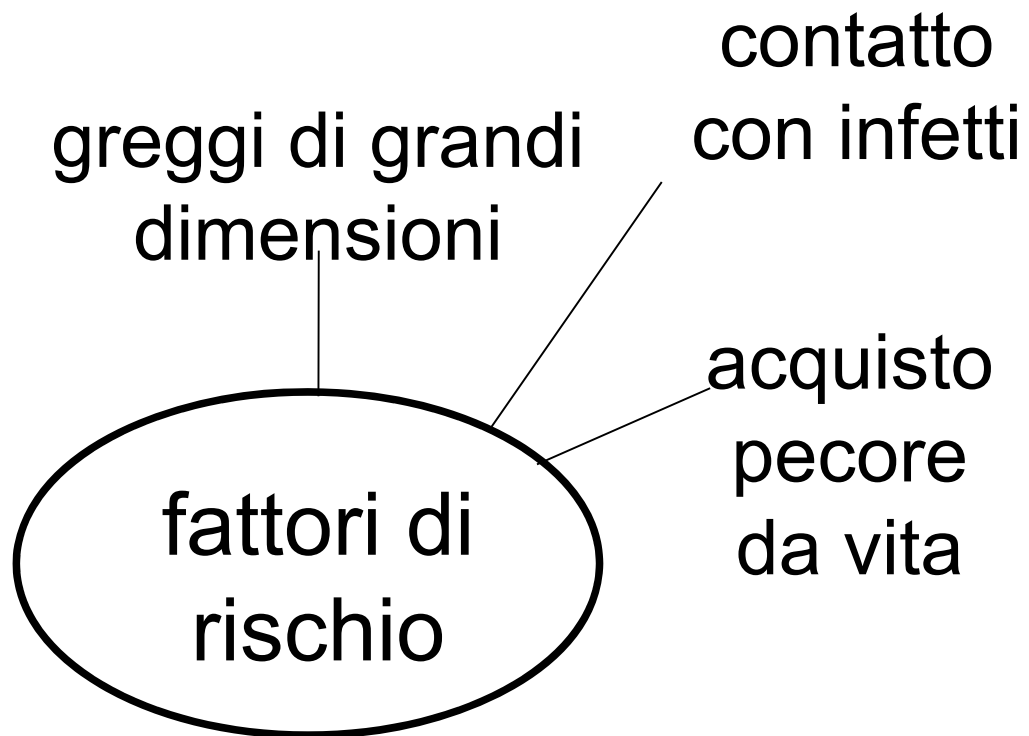 contatto
con infetti
greggi di grandi
dimensioni
acquisto
pecore
da vita
fattori di
rischio